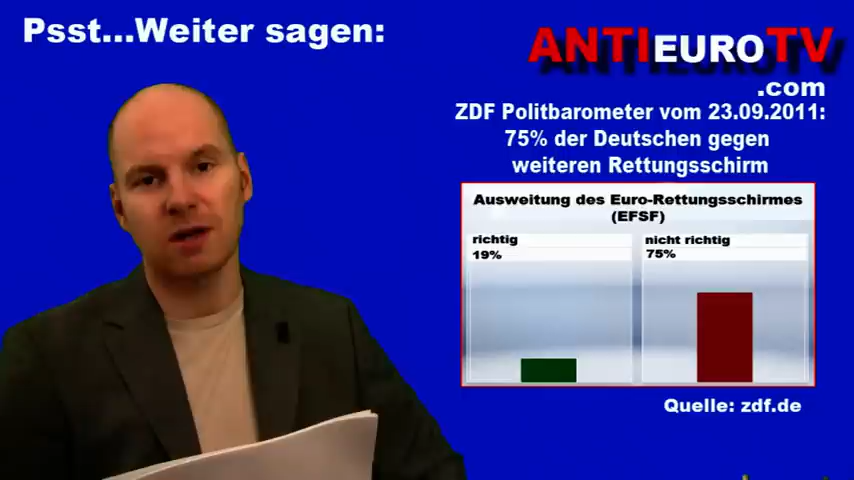 Psst...Weiter sagen:
ANTIEUROTV
.com
ZDF Politbarometer vom 23.09.2011:
75% der Deutschen gegen
weiteren Rettungsschirm
Ausweitung des Euro-Rettungsschirmes
(EFSF)
richtig
19%
nicht richtig
75%
Quelle: zdf.de